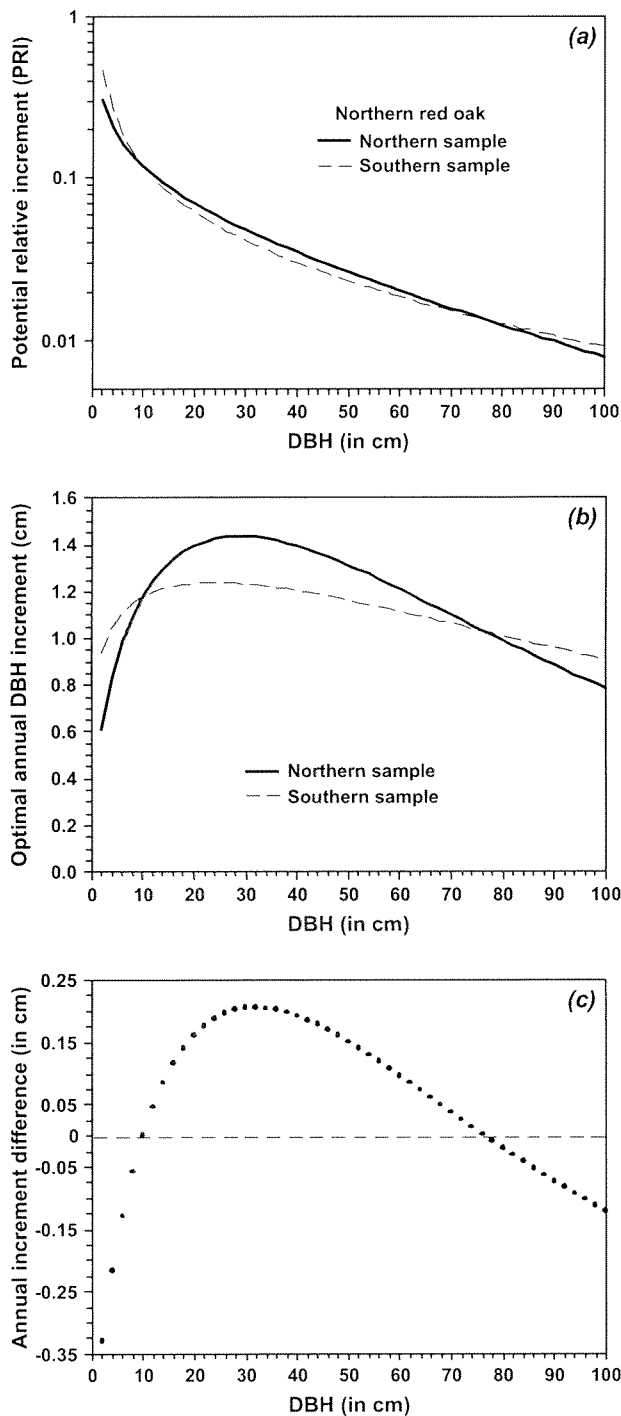 (a)
Potential relative increment (PRI)
1
0.1
0.01
Northern red oak
Northern sample
Southern sample
0 10 20 30 40 50 60 70 80 90 100
DBH (in cm)
(b)
Optimal annual DBH increment (cm)
1.6
1.4
1.2
1.0
0.8
0.6
0.4
0.2
0.0
Northern sample
Southern sample
0 10 20 30 40 50 60 70 80 90 100
DBH (in cm)
(c)
Annual increment difference (in cm)
0.25
0.15
0.05
0
-0.05
-0.15
-0.25
-0.35
0 10 20 30 40 50 60 70 80 90 100
DBH (in cm)